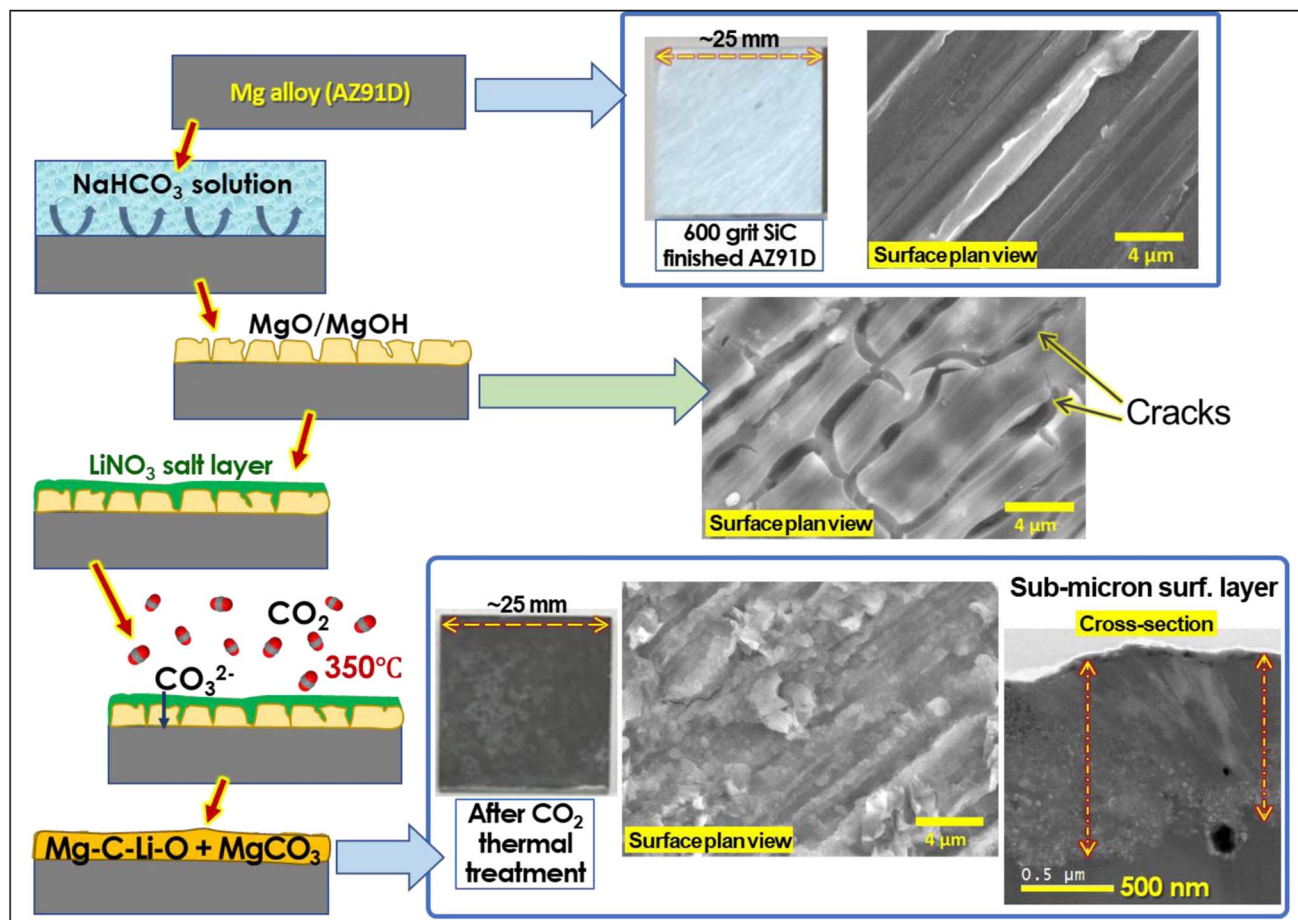 Mg alloy (AZ91D)
~25 mm
600 grit SiC
finished AZ91D
Surface plan view
4 µm
NaHCO₃ solution
MgO/MgOH
Cracks
Surface plan view
4 µm
LiNO₃ salt layer
CO₂
350℃
CO₃²⁻
~25 mm
After CO₂
thermal
treatment
Surface plan view
4 µm
Sub-micron surf. layer
Cross-section
0.5 µm
500 nm
Mg-C-Li-O + MgCO₃